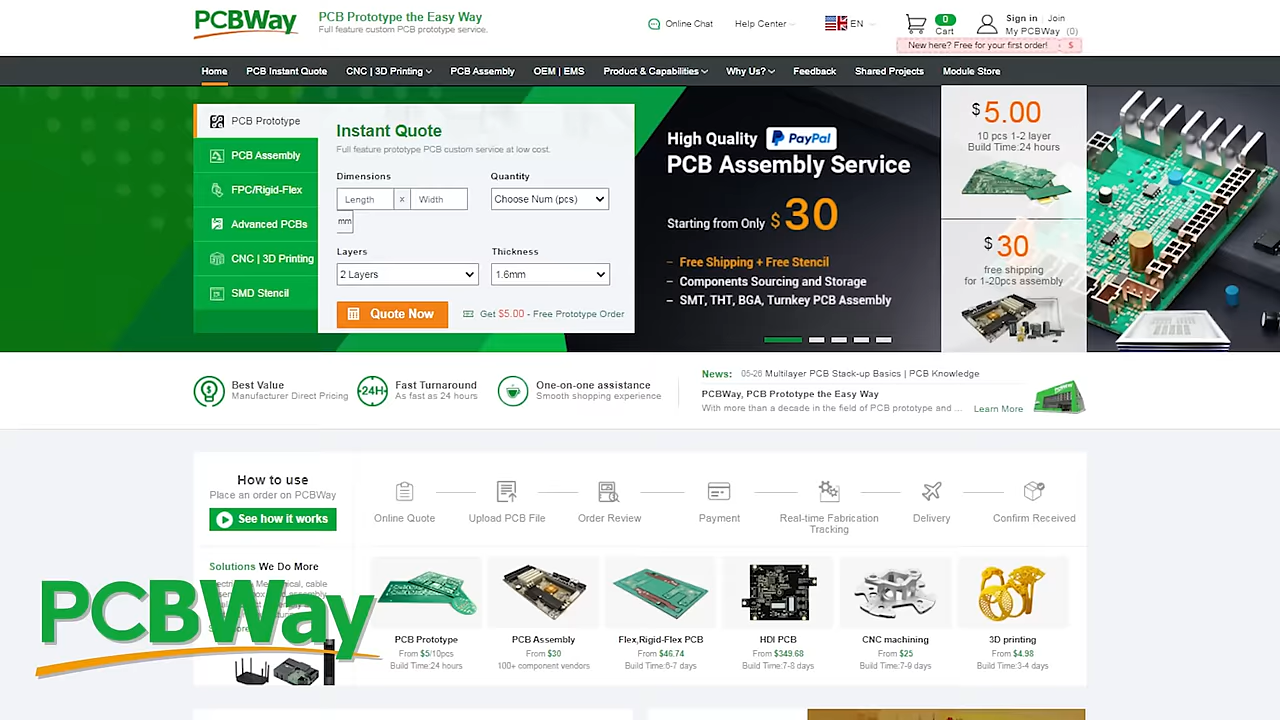 PCBWay
PCB Prototype the Easy Way
Full feature custom PCB prototype service.
Online Chat
Help Center
EN
0
Cart
Sign in | Join
My PCBWay (0)
New here? Free for your first order!
$
Home
PCB Instant Quote
CNC | 3D Printing
PCB Assembly
OEM | EMS
Product & Capabilities
Why Us?
Feedback
Shared Projects
Module Store
PCB Prototype
PCB Assembly
FPC/Rigid-Flex
Advanced PCBs
CNC | 3D Printing
SMD Stencil
Instant Quote
Full feature prototype PCB custom service at low cost.
Dimensions
Quantity
Length x Width
Choose Num (pcs)
mm
Layers
Thickness
2 Layers
1.6mm
Quote Now
Get $5.00 - Free Prototype Order
High Quality PayPal
PCB Assembly Service
Starting from Only $30
– Free Shipping + Free Stencil
– Components Sourcing and Storage
– SMT, THT, BGA, Turnkey PCB Assembly
$5.00
10 pcs 1-2 layer
Build Time:24 hours
$30
free shipping
for 1-20pcs assembly
Best Value
Manufacturer Direct Pricing
24H
Fast Turnaround
As fast as 24 hours
One-on-one assistance
Smooth shopping experience
News: 05-26 Multilayer PCB Stack-up Basics | PCB Knowledge
PCBWay, PCB Prototype the Easy Way
With more than a decade in the field of PCB prototype and ... Learn More
How to use
Place an order on PCBWay
See how it works
Online Quote
Upload PCB File
Order Review
Payment
Real-time Fabrication
Tracking
Delivery
Confirm Received
Solutions We Do More
cable
PCBWay
PCB Prototype
From $5/10pcs
Build Time:24 hours
PCB Assembly
From $30
100+ component vendors
Flex,Rigid-Flex PCB
From $46.74
Build Time:6-7 days
HDI PCB
From $349.68
Build Time:7-8 days
CNC machining
From $25
Build Time:7-9 days
3D printing
From $4.98
Build Time:3-4 days